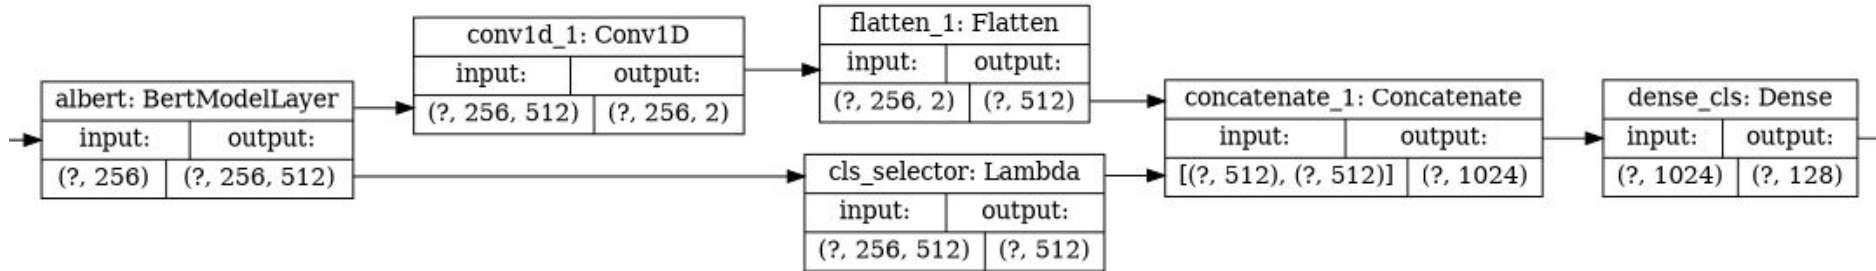 albert: BertModelLayer
input: output:
(?, 256) (?, 256, 512)
conv1d_1: Conv1D
input: output:
(?, 256, 512) (?, 256, 2)
flatten_1: Flatten
input: output:
(?, 256, 2) (?, 512)
cls_selector: Lambda
input: output:
(?, 256, 512) (?, 512)
concatenate_1: Concatenate
input: output:
[(?, 512), (?, 512)] (?, 1024)
dense_cls: Dense
input: output:
(?, 1024) (?, 128)